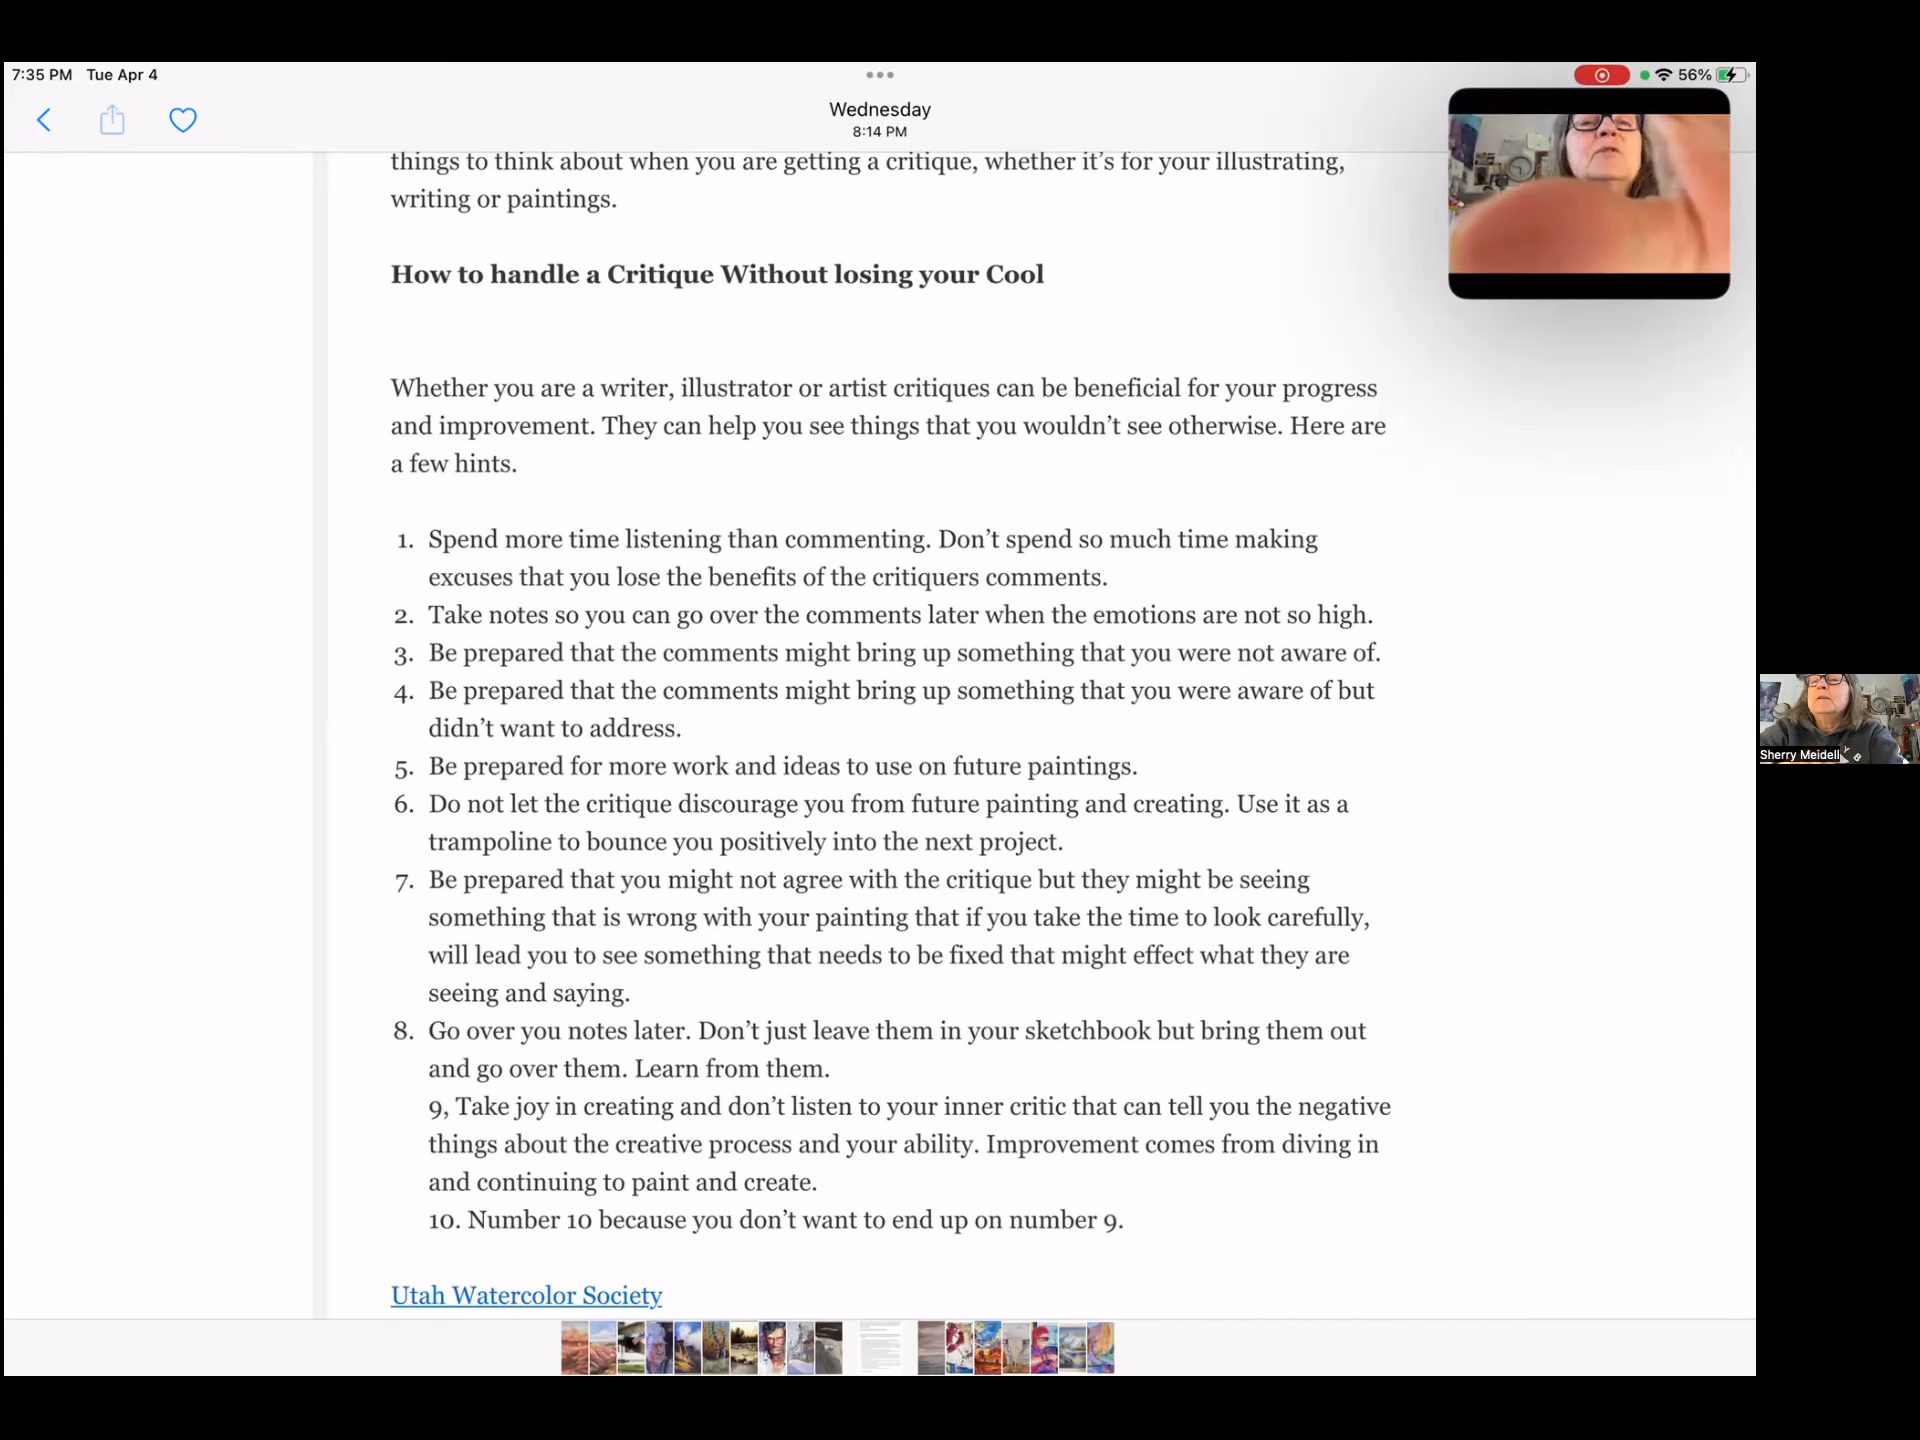 7:35 PM Tue Apr 4
56%
Wednesday
8:14 PM
things to think about when you are getting a critique, whether it's for your illustrating,
writing or paintings.
How to handle a Critique Without losing your Cool
Whether you are a writer, illustrator or artist critiques can be beneficial for your progress
and improvement. They can help you see things that you wouldn't see otherwise. Here are
a few hints.
1. Spend more time listening than commenting. Don't spend so much time making
excuses that you lose the benefits of the critiquers comments.
2. Take notes so you can go over the comments later when the emotions are not so high.
3. Be prepared that the comments might bring up something that you were not aware of.
4. Be prepared that the comments might bring up something that you were aware of but
didn't want to address.
5. Be prepared for more work and ideas to use on future paintings.
6. Do not let the critique discourage you from future painting and creating. Use it as a
trampoline to bounce you positively into the next project.
7. Be prepared that you might not agree with the critique but they might be seeing
something that is wrong with your painting that if you take the time to look carefully,
will lead you to see something that needs to be fixed that might effect what they are
seeing and saying.
8. Go over you notes later. Don't just leave them in your sketchbook but bring them out
and go over them. Learn from them.
9, Take joy in creating and don't listen to your inner critic that can tell you the negative
things about the creative process and your ability. Improvement comes from diving in
and continuing to paint and create.
10. Number 10 because you don't want to end up on number 9.
Utah Watercolor Society
Sherry Meidell